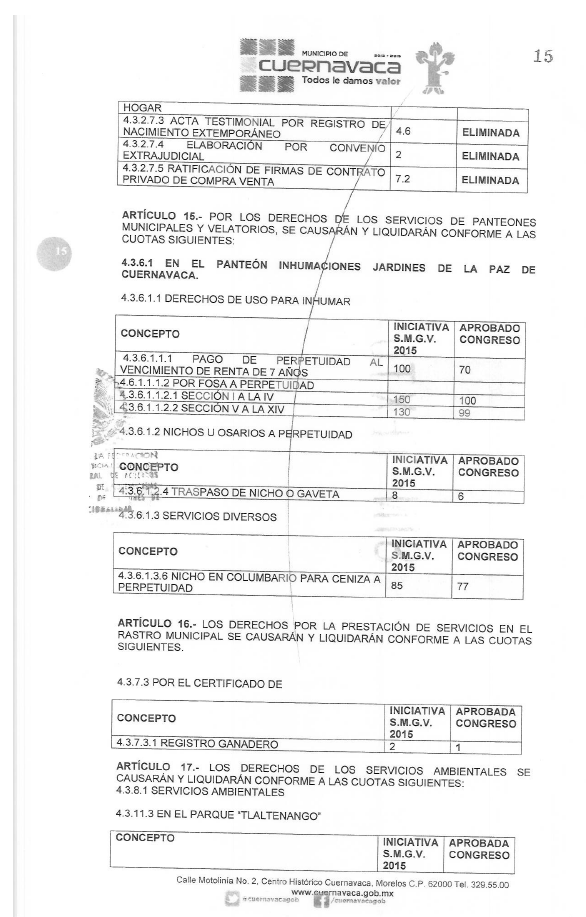 MUNICIPIO DE
cuernavaca
Todos le damos valor
15
HOGAR
4.3.2.7.3 ACTA TESTIMONIAL POR REGISTRO DE NACIMIENTO EXTEMPORÁNEO 4.6 ELIMINADA
4.3.2.7.4 ELABORACIÓN POR CONVENIO EXTRAJUDICIAL 2 ELIMINADA
4.3.2.7.5 RATIFICACIÓN DE FIRMAS DE CONTRATO PRIVADO DE COMPRA VENTA 7.2 ELIMINADA
ARTÍCULO 15.- POR LOS DERECHOS DE LOS SERVICIOS DE PANTEONES
MUNICIPALES Y VELATORIOS, SE CAUSARÁN Y LIQUIDARÁN CONFORME A LAS
CUOTAS SIGUIENTES:
15
4.3.6.1 EN EL PANTEÓN INHUMACIONES JARDINES DE LA PAZ DE
CUERNAVACA.
4.3.6.1.1 DERECHOS DE USO PARA INHUMAR
CONCEPTO INICIATIVA S.M.G.V. 2015 APROBADO CONGRESO
4.3.6.1.1.1 PAGO DE PERPETUIDAD AL VENCIMIENTO DE RENTA DE 7 AÑOS 100 70
4.6.1.1.1.2 POR FOSA A PERPETUIDAD
4.3.6.1.1.2.1 SECCIÓN I A LA IV 150 100
4.3.6.1.1.2.2 SECCIÓN V A LA XIV 130 99
4.3.6.1.2 NICHOS U OSARIOS A PERPETUIDAD
CONCEPTO INICIATIVA S.M.G.V. 2015 APROBADO CONGRESO
4.3.6.1.2.4 TRASPASO DE NICHO O GAVETA 8 6
4.3.6.1.3 SERVICIOS DIVERSOS
CONCEPTO INICIATIVA S.M.G.V. 2015 APROBADO CONGRESO
4.3.6.1.3.6 NICHO EN COLUMBARIO PARA CENIZA A PERPETUIDAD 85 77
ARTÍCULO 16.- LOS DERECHOS POR LA PRESTACIÓN DE SERVICIOS EN EL
RASTRO MUNICIPAL SE CAUSARÁN Y LIQUIDARÁN CONFORME A LAS CUOTAS
SIGUIENTES.
4.3.7.3 POR EL CERTIFICADO DE
CONCEPTO INICIATIVA S.M.G.V. 2015 APROBADA CONGRESO
4.3.7.3.1 REGISTRO GANADERO 2 1
ARTÍCULO 17.- LOS DERECHOS DE LOS SERVICIOS AMBIENTALES SE
CAUSARÁN Y LIQUIDARÁN CONFORME A LAS CUOTAS SIGUIENTES:
4.3.8.1 SERVICIOS AMBIENTALES
4.3.11.3 EN EL PARQUE "TLALTENANGO"
CONCEPTO INICIATIVA S.M.G.V. 2015 APROBADA CONGRESO
Calle Motolinía No. 2, Centro Histórico Cuernavaca, Morelos C.P. 62000 Tel. 329.55.00
www.cuernavaca.gob.mx
@cuernavacagob /cuernavacagob